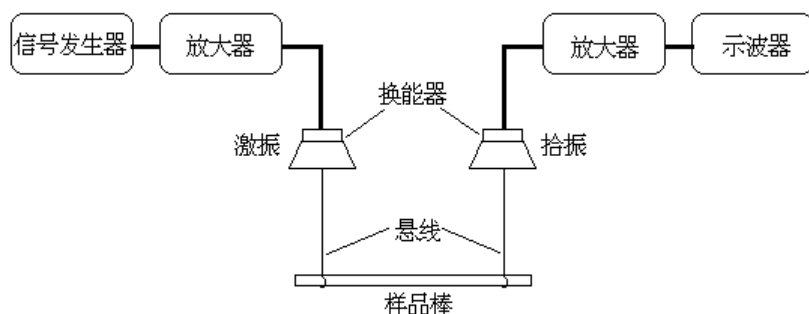 信号发生器
放大器
放大器
示波器
换能器
激振
拾振
悬线
样品棒